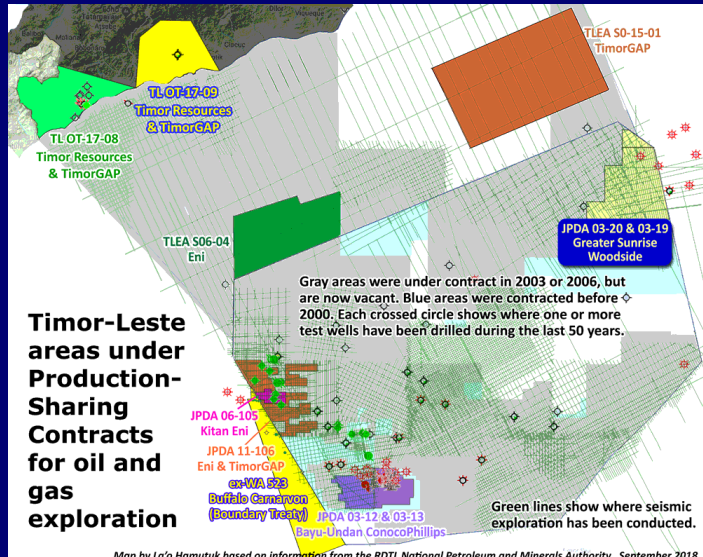 TLEA S0-15-01
TimorGAP
TL OT-17-09
Timor Resources
& TimorGAP
TL OT-17-08
Timor Resources
& TimorGAP
JPDA 03-20 & 03-19
Greater Sunrise
Woodside
TLEA S06-04
Eni
Gray areas were under contract in 2003 or 2006, but
are now vacant. Blue areas were contracted before
2000. Each crossed circle shows where one or more
test wells have been drilled during the last 50 years.
Timor-Leste
areas under
Production-
Sharing
Contracts
for oil and
gas
exploration
JPDA 06-105
Kitan Eni
JPDA 11-106
Eni & TimorGAP
ex-WA 523
Buffalo Carnarvon
(Boundary Treaty)
JPDA 03-12 & 03-13
Bayu-Undan ConocoPhillips
Green lines show where seismic
exploration has been conducted.
Map by La'o Hamutuk based on information from the RDTL National Petroleum and Minerals Authority, September 2018